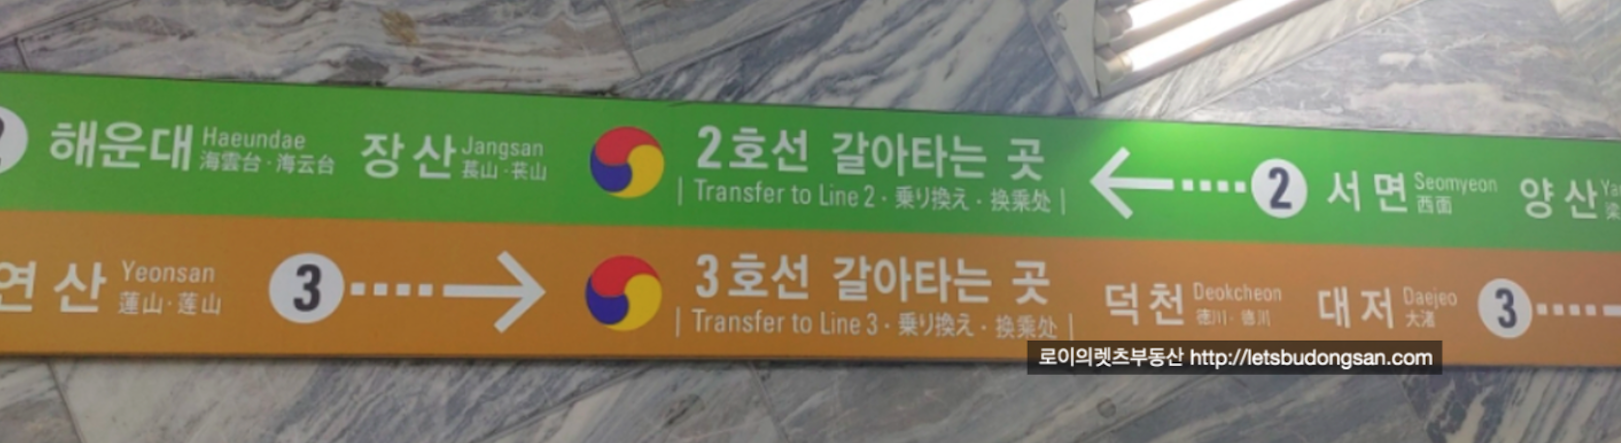 해운대 Haeundae 海雲台·海云台 장산 Jangsan 萇山·苌山 2호선 갈아타는 곳 | Transfer to Line 2 · 乗り換え · 换乘处 | ② 서면 Seomyeon 西面 양산
연산 Yeonsan 蓮山·莲山 ③ 3호선 갈아타는 곳 | Transfer to Line 3 · 乗り換え · 换乘处 | 덕천 Deokcheon 徳川·德川 대저 Daejeo 大渚 ③
로이의렛츠부동산 http://letsbudongsan.com